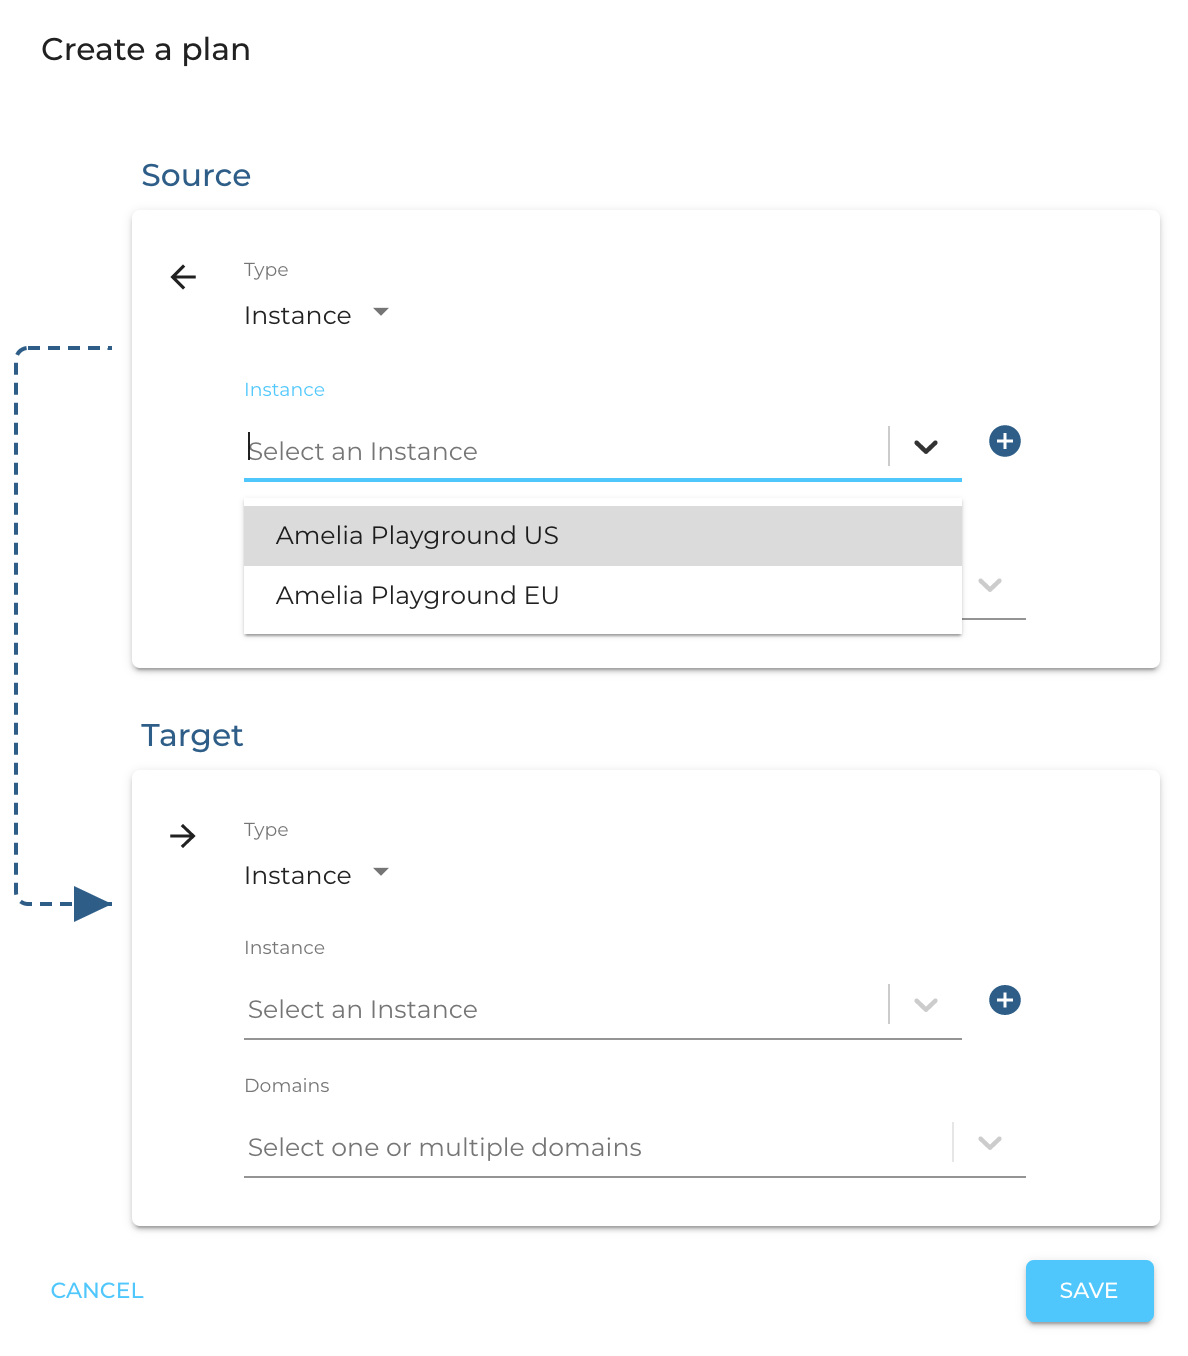 Create a plan
Source
Type
Instance
Instance
Select an Instance
Amelia Playground US
Amelia Playground EU
Target
Type
Instance
Instance
Select an Instance
Domains
Select one or multiple domains
CANCEL
SAVE